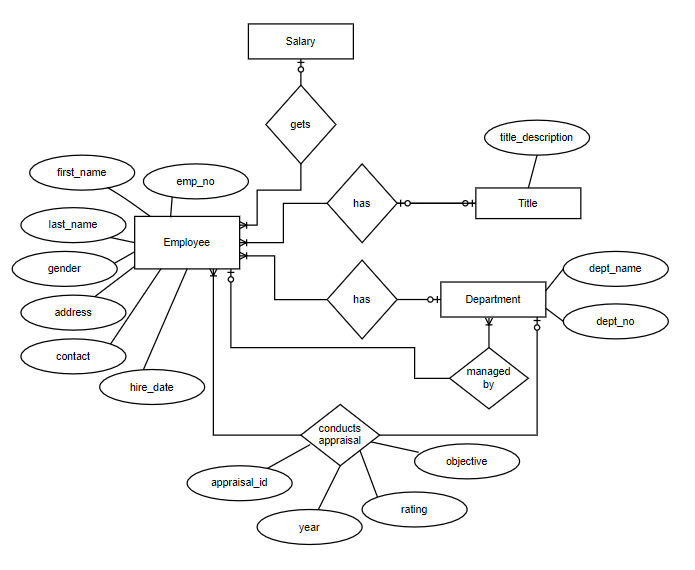 Salary
gets
title_description
first_name
emp_no
has
Title
last_name
Employee
gender
dept_name
has
Department
address
dept_no
contact
managed
by
hire_date
conducts
appraisal
objective
appraisal_id
rating
year